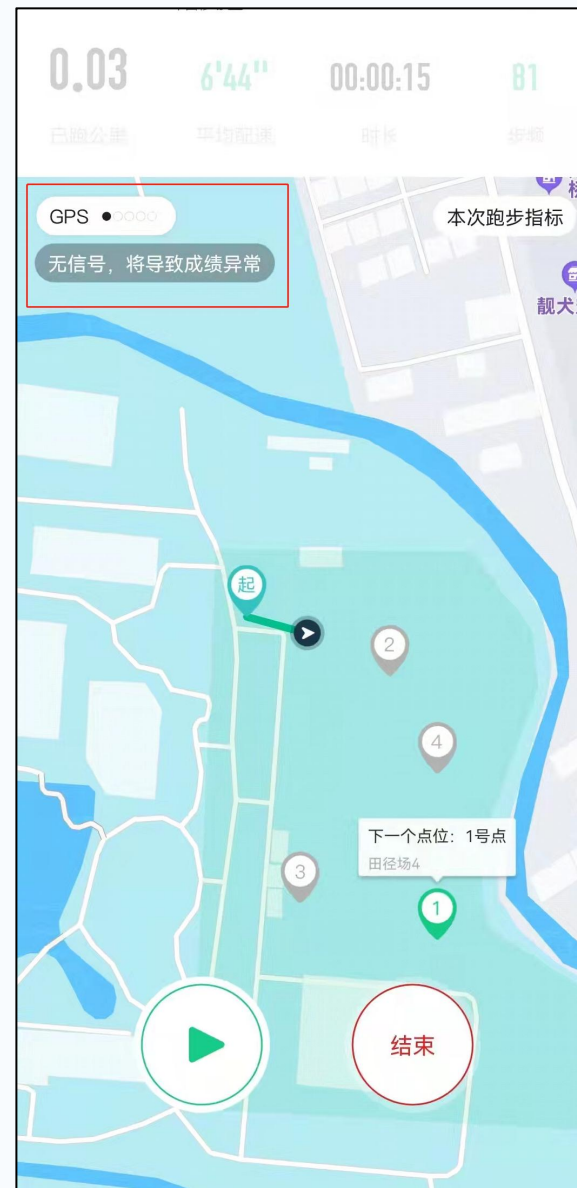 0.03
6'44"
00:00:15
81
已跑公里
平均配速
时长
步频
GPS
本次跑步指标
无信号，将导致成绩异常
靓犬
起
2
4
下一个点位：1号点
田径场4
3
1
结束